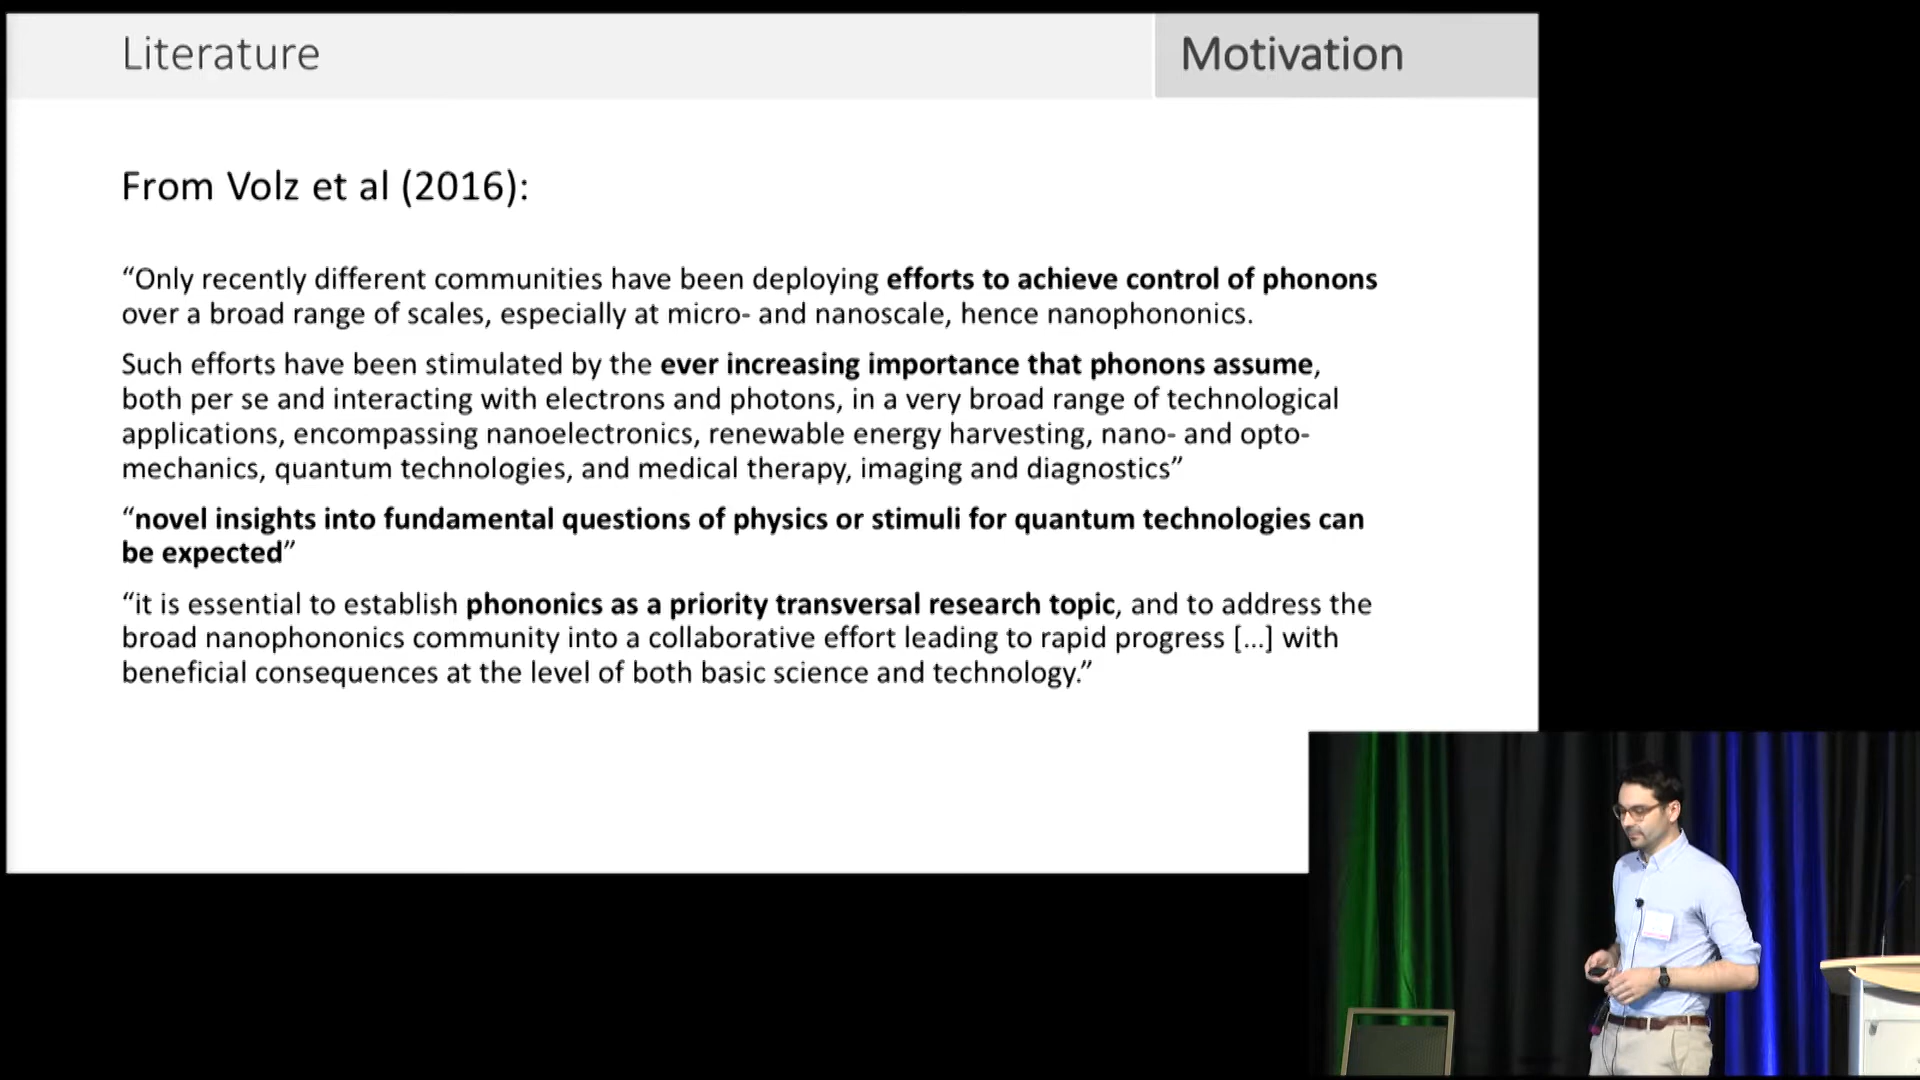 Literature
Motivation
From Volz et al (2016):
“Only recently different communities have been deploying efforts to achieve control of phonons
over a broad range of scales, especially at micro- and nanoscale, hence nanophononics.
Such efforts have been stimulated by the ever increasing importance that phonons assume,
both per se and interacting with electrons and photons, in a very broad range of technological
applications, encompassing nanoelectronics, renewable energy harvesting, nano- and opto-
mechanics, quantum technologies, and medical therapy, imaging and diagnostics”
“novel insights into fundamental questions of physics or stimuli for quantum technologies can
be expected”
“it is essential to establish phononics as a priority transversal research topic, and to address the
broad nanophononics community into a collaborative effort leading to rapid progress [...] with
beneficial consequences at the level of both basic science and technology.”